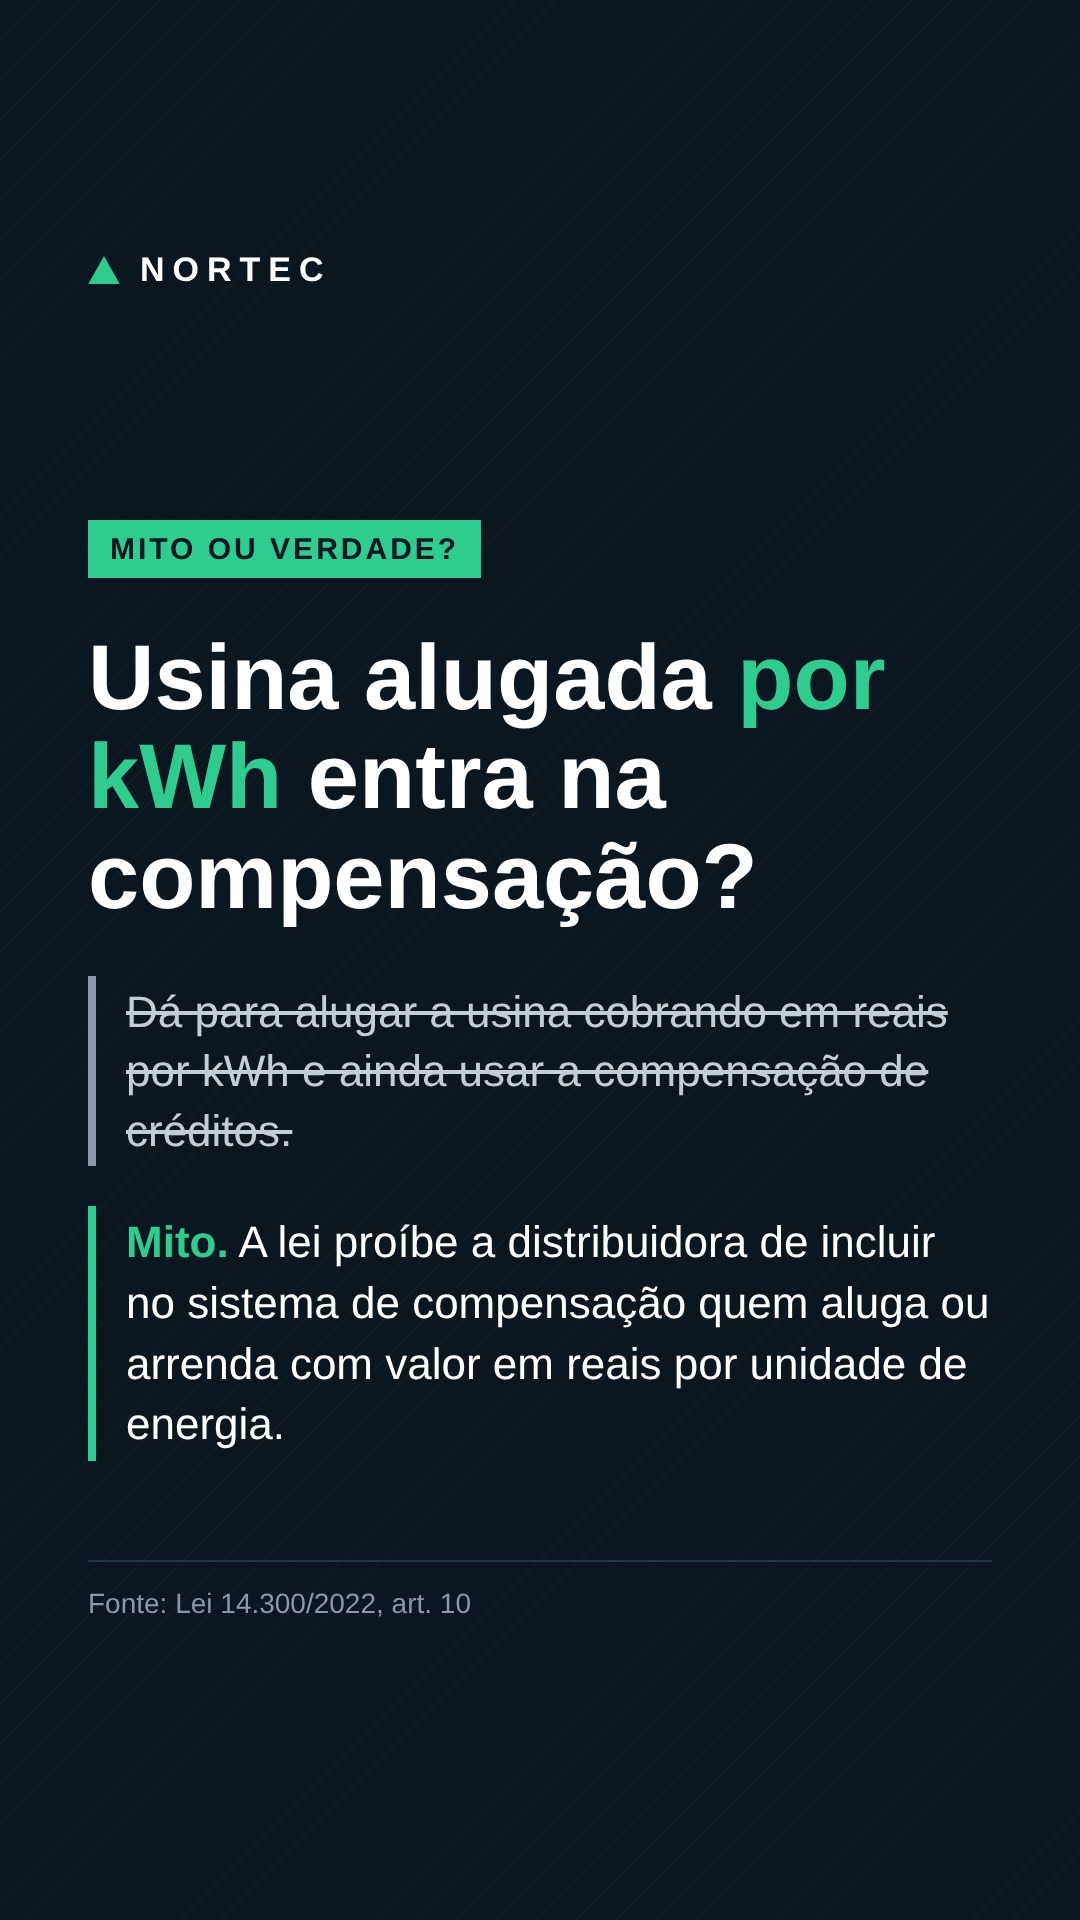 NORTEC
MITO OU VERDADE?
Usina alugada por
kWh entra na
compensação?
Dá para alugar a usina cobrando em reais
por kWh e ainda usar a compensação de
créditos.
Mito. A lei proíbe a distribuidora de incluir
no sistema de compensação quem aluga ou
arrenda com valor em reais por unidade de
energia.
Fonte: Lei 14.300/2022, art. 10